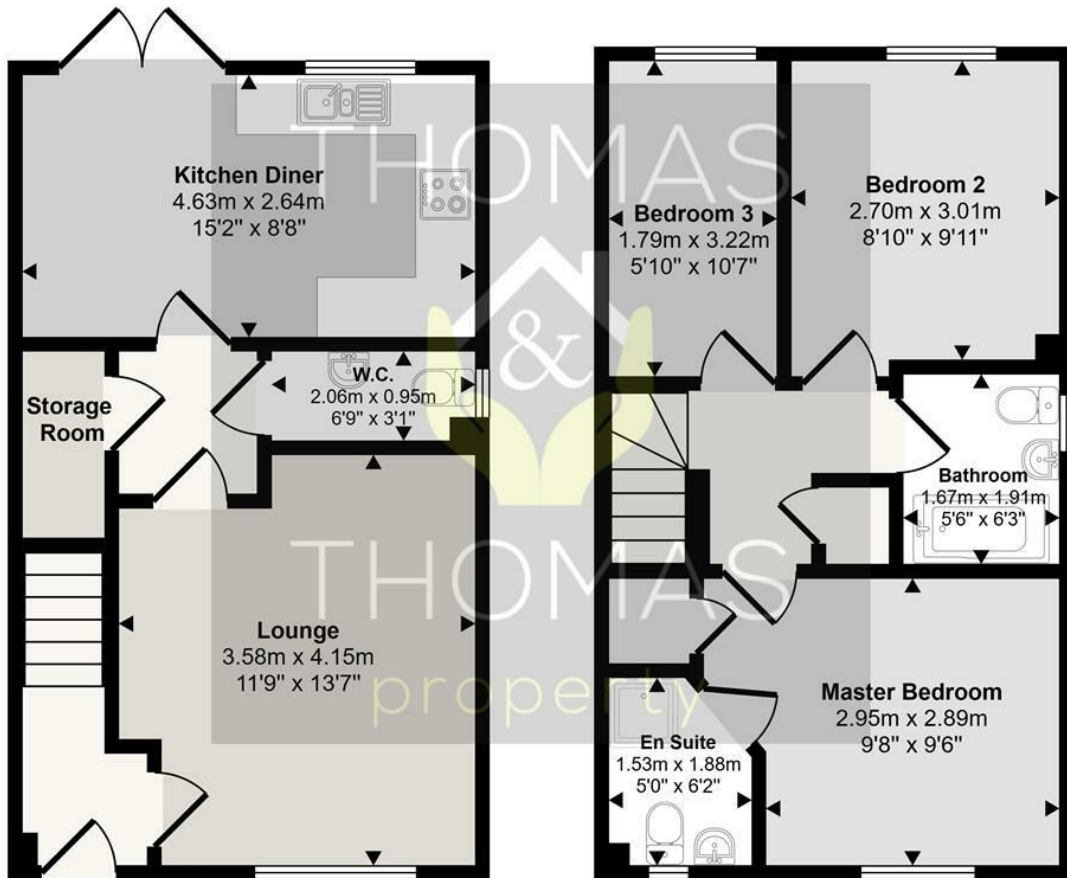 Kitchen Diner
4.63m x 2.64m
15'2" x 8'8"
Storage
Room
W.C.
2.06m x 0.95m
6'9" x 3'1"
Lounge
3.58m x 4.15m
11'9" x 13'7"
Bedroom 3
1.79m x 3.22m
5'10" x 10'7"
Bedroom 2
2.70m x 3.01m
8'10" x 9'11"
Bathroom
1.67m x 1.91m
5'6" x 6'3"
Master Bedroom
2.95m x 2.89m
9'8" x 9'6"
En Suite
1.53m x 1.88m
5'0" x 6'2"
THOMAS
&
THOMAS
property